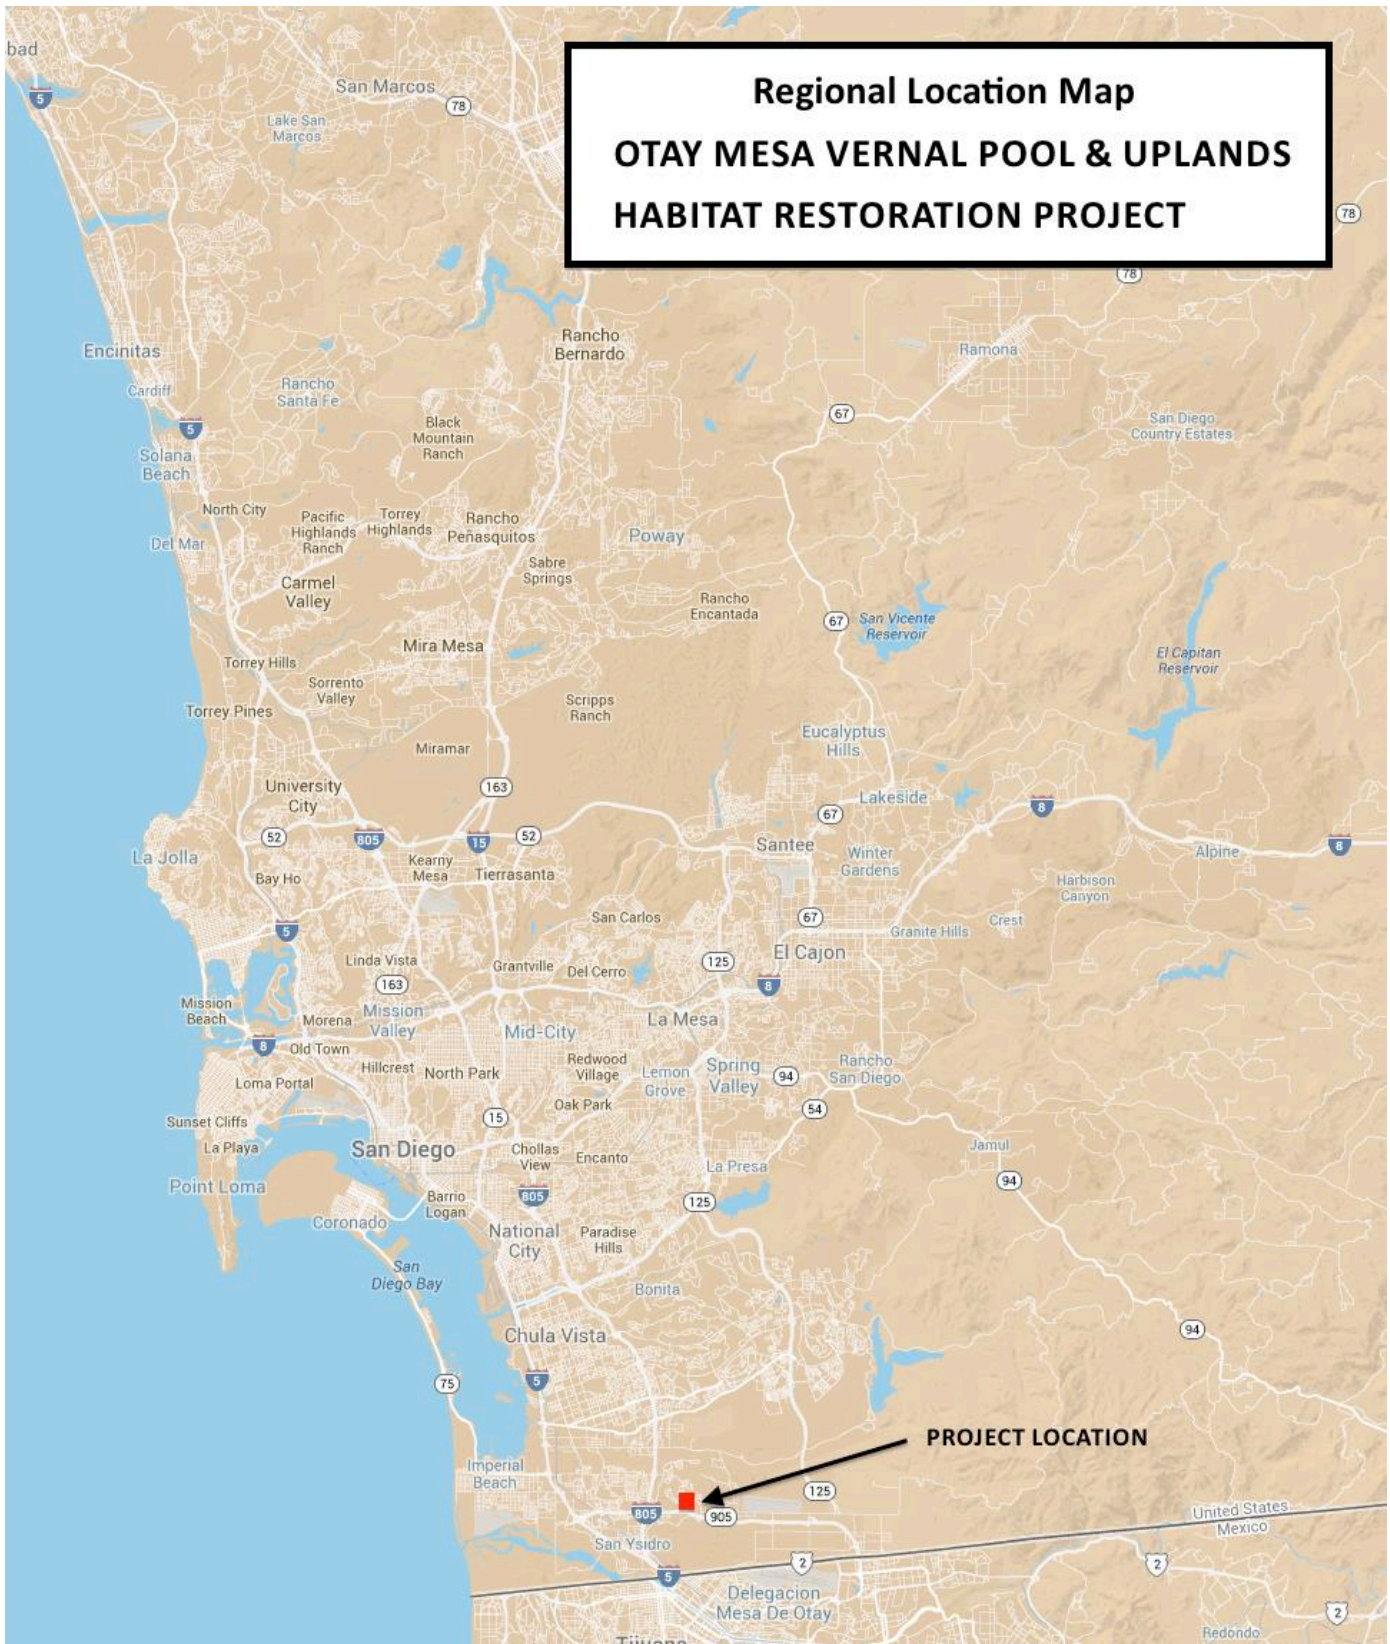 Regional Location Map
OTAY MESA VERNAL POOL & UPLANDS
HABITAT RESTORATION PROJECT
bad
5
San Marcos
78
Lake San
Marcos
78
78
Rancho
Bernardo
Encinitas
Ramona
Cardiff
Rancho
Santa Fe
67
Black
Mountain
Ranch
San Diego
Country Estates
5
Solana
Beach
North City
Pacific
Highlands
Ranch
Torrey
Highlands
Rancho
Peñasquitos
Poway
Del Mar
Sabre
Springs
Carmel
Valley
Rancho
Encantada
67
San Vicente
Reservoir
Mira Mesa
El Capitan
Reservoir
Torrey Hills
Sorrento
Valley
Scripps
Ranch
Torrey Pines
Eucalyptus
Hills
Miramar
University
City
163
Lakeside
8
67
52
805
15
52
Santee
8
La Jolla
Kearny
Mesa
Winter
Gardens
Alpine
Bay Ho
Tierrasanta
Harbison
Canyon
San Carlos
67
Crest
5
Granite Hills
El Cajon
Linda Vista
Grantville
Del Cerro
125
163
8
Mission
Beach
Morena
Mission
Valley
Mid-City
La Mesa
8
Old Town
Hillcrest
North Park
Redwood
Village
Lemon
Grove
Spring
Valley
94
Rancho
San Diego
Loma Portal
Oak Park
54
Sunset Cliffs
15
La Playa
San Diego
Chollas
View
Encanto
La Presa
Jamul
Point Loma
94
Barrio
Logan
805
125
Coronado
National
City
Paradise
Hills
San
Diego Bay
Bonita
Chula Vista
94
75
5
PROJECT LOCATION
Imperial
Beach
125
805
905
United States
Mexico
San Ysidro
2
2
5
Delegacion
Mesa De Otay
2
Redondo
Tijuana